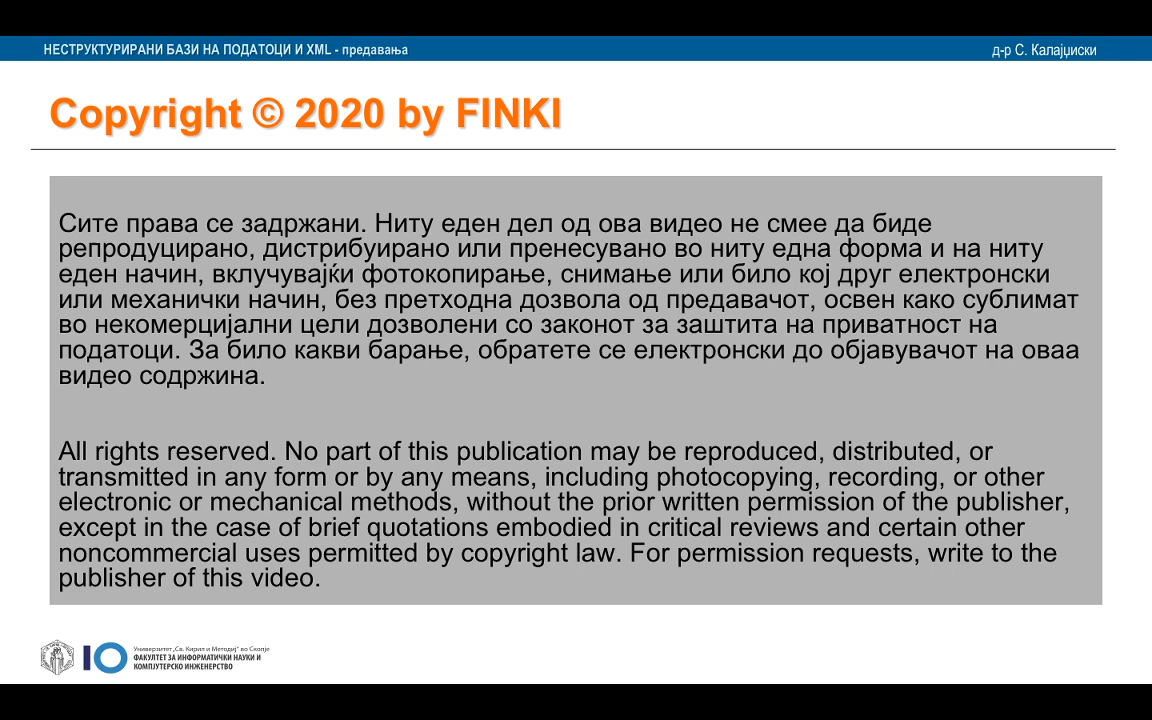 НЕСТРУКТУРИРАНИ БАЗИ НА ПОДАТОЦИ И XML - предавања
д-р С. Калајџиски
Copyright © 2020 by FINKI
Сите права се задржани. Ниту еден дел од ова видео не смее да биде
репродуцирано, дистрибуирано или пренесувано во ниту една форма и на ниту
еден начин, вклучувајќи фотокопирање, снимање или било кој друг електронски
или механички начин, без претходна дозвола од предавачот, освен како сублимат
во некомерцијални цели дозволени со законот за заштита на приватност на
податоци. За било какви барање, обратете се електронски до објавувачот на оваа
видео содржина.
All rights reserved. No part of this publication may be reproduced, distributed, or
transmitted in any form or by any means, including photocopying, recording, or other
electronic or mechanical methods, without the prior written permission of the publisher,
except in the case of brief quotations embodied in critical reviews and certain other
noncommercial uses permitted by copyright law. For permission requests, write to the
publisher of this video.
Универзитет „Св. Кирил и Методиј" во Скопје
ФАКУЛТЕТ ЗА ИНФОРМАТИЧКИ НАУКИ И
КОМПЈУТЕРСКО ИНЖЕНЕРСТВО